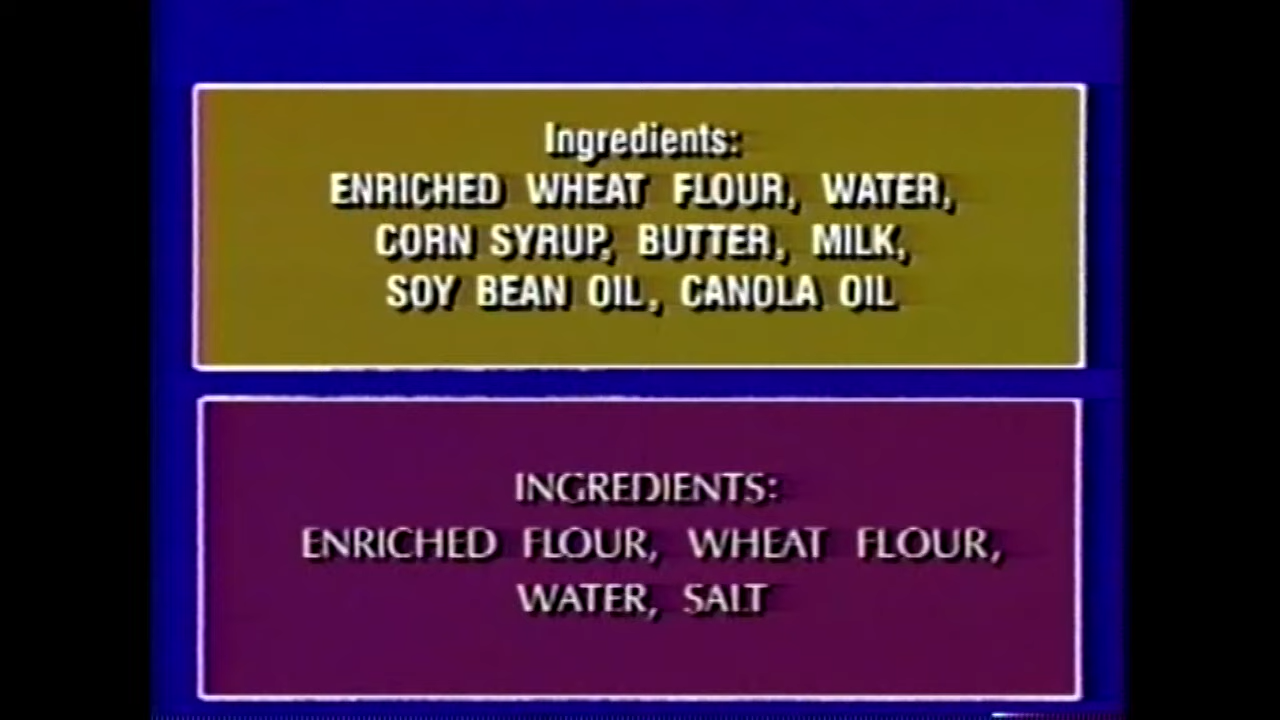 Ingredients:
ENRICHED WHEAT FLOUR, WATER,
CORN SYRUP, BUTTER, MILK,
SOY BEAN OIL, CANOLA OIL
INGREDIENTS:
ENRICHED FLOUR, WHEAT FLOUR,
WATER, SALT